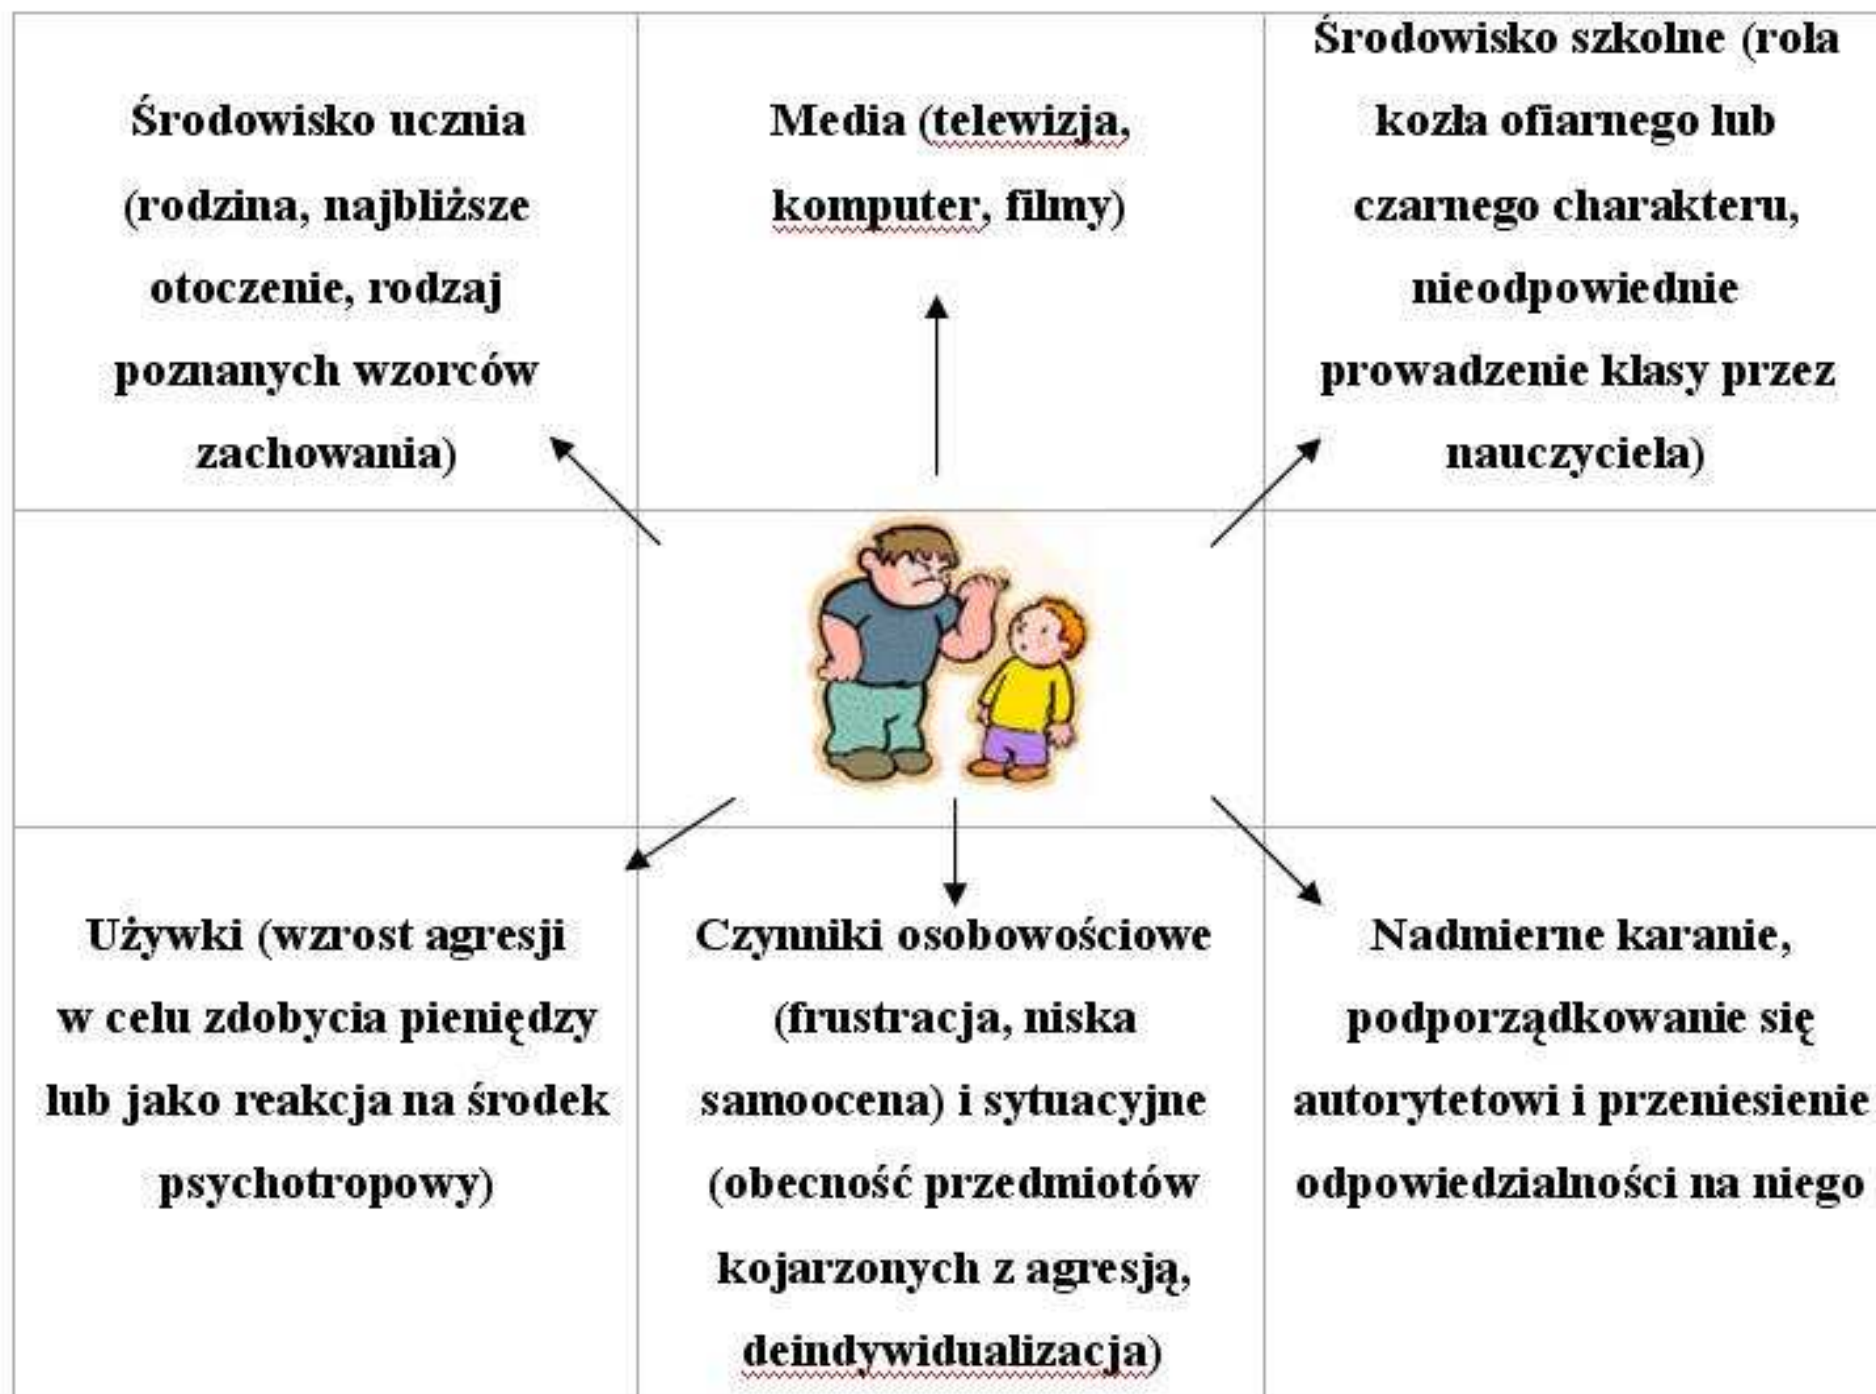 Środowisko ucznia
(rodzina, najbliższe
otoczenie, rodzaj
poznanych wzorców
zachowania)
Media (telewizja,
komputer, filmy)
Środowisko szkolne (rola
kozła ofiarnego lub
czarnego charakteru,
nieodpowiednie
prowadzenie klasy przez
nauczyciela)
Używki (wzrost agresji
w celu zdobycia pieniędzy
lub jako reakcja na środek
psychotropowy)
Czynniki osobowościowe
(frustracja, niska
samoocena) i sytuacyjne
(obecność przedmiotów
kojarzonych z agresją,
deindywidualizacja)
Nadmierne karanie,
podporządkowanie się
autorytetowi i przeniesienie
odpowiedzialności na niego